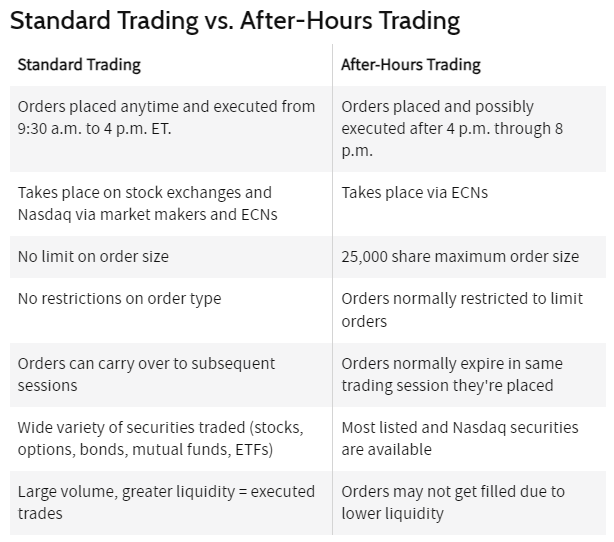 Standard Trading vs. After-Hours Trading
Standard Trading
After-Hours Trading
Orders placed anytime and executed from
9:30 a.m. to 4 p.m. ET.
Orders placed and possibly
executed after 4 p.m. through 8
p.m.
Takes place on stock exchanges and
Nasdaq via market makers and ECNs
Takes place via ECNs
No limit on order size
25,000 share maximum order size
No restrictions on order type
Orders normally restricted to limit
orders
Orders can carry over to subsequent
sessions
Orders normally expire in same
trading session they're placed
Wide variety of securities traded (stocks,
options, bonds, mutual funds, ETFs)
Most listed and Nasdaq securities
are available
Large volume, greater liquidity = executed
trades
Orders may not get filled due to
lower liquidity